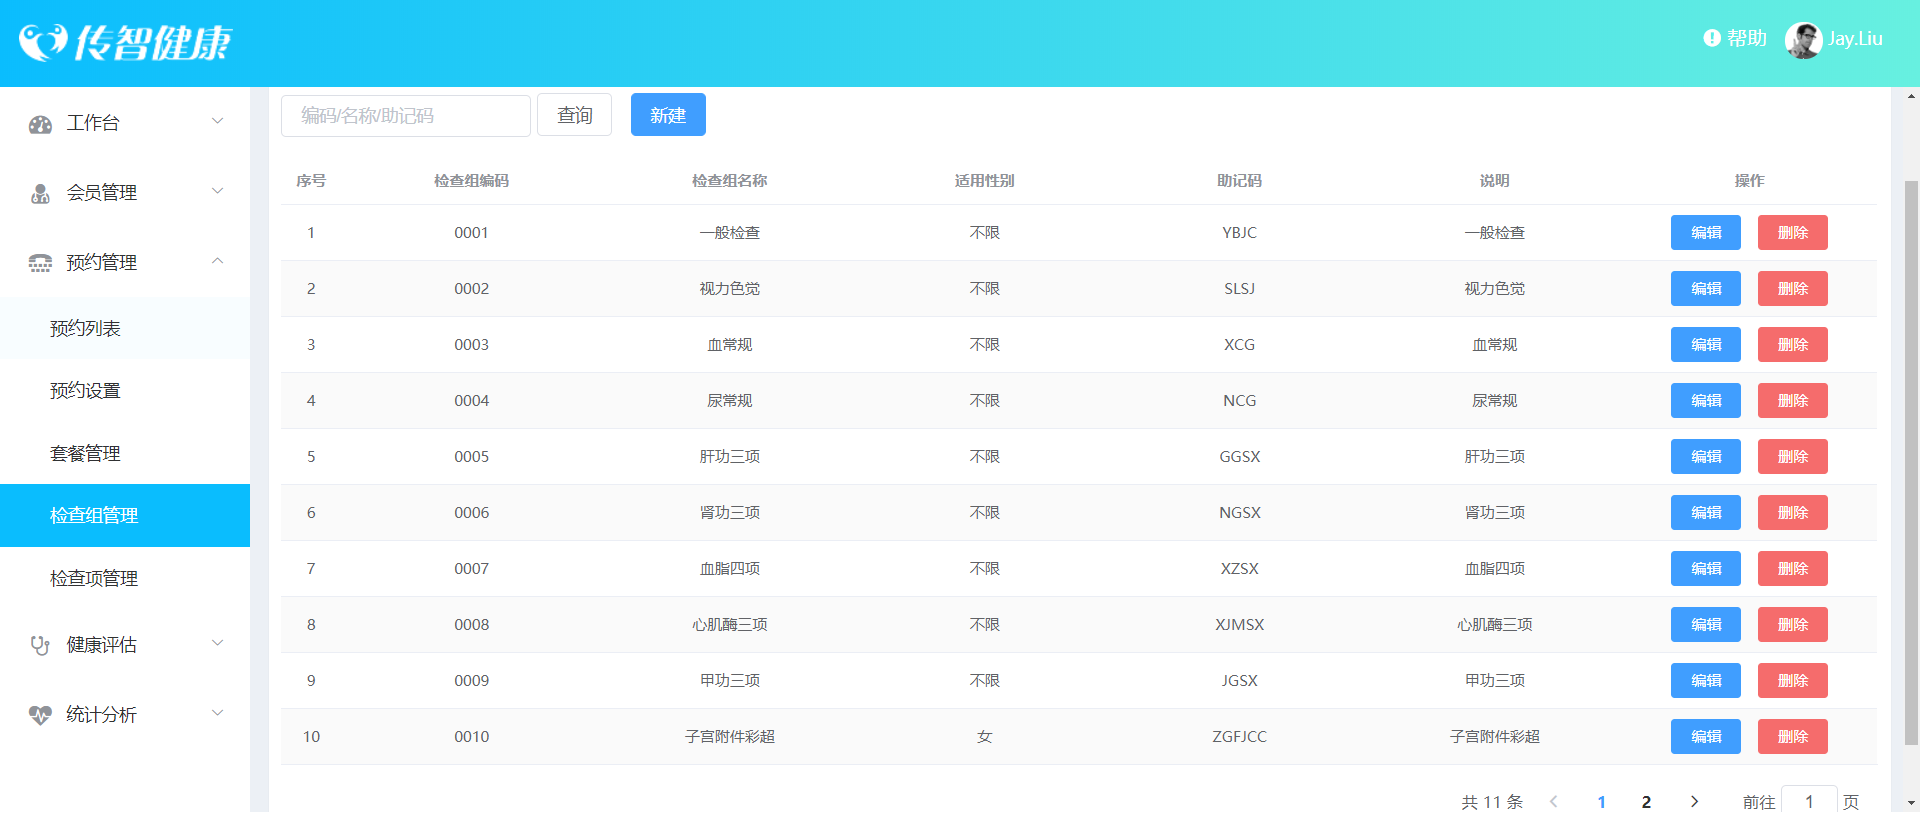 传智健康
帮助 Jay.Liu
工作台
会员管理
预约管理
预约列表
预约设置
套餐管理
检查组管理
检查项管理
健康评估
统计分析
编码/名称/助记码 查询 新建
序号 检查组编码 检查组名称 适用性别 助记码 说明 操作
1 0001 一般检查 不限 YBJC 一般检查 编辑 删除
2 0002 视力色觉 不限 SLSJ 视力色觉 编辑 删除
3 0003 血常规 不限 XCG 血常规 编辑 删除
4 0004 尿常规 不限 NCG 尿常规 编辑 删除
5 0005 肝功三项 不限 GGSX 肝功三项 编辑 删除
6 0006 肾功三项 不限 NGSX 肾功三项 编辑 删除
7 0007 血脂四项 不限 XZSX 血脂四项 编辑 删除
8 0008 心肌酶三项 不限 XJMSX 心肌酶三项 编辑 删除
9 0009 甲功三项 不限 JGSX 甲功三项 编辑 删除
10 0010 子宫附件彩超 女 ZGFJCC 子宫附件彩超 编辑 删除
共 11 条 1 2 前往 1 页